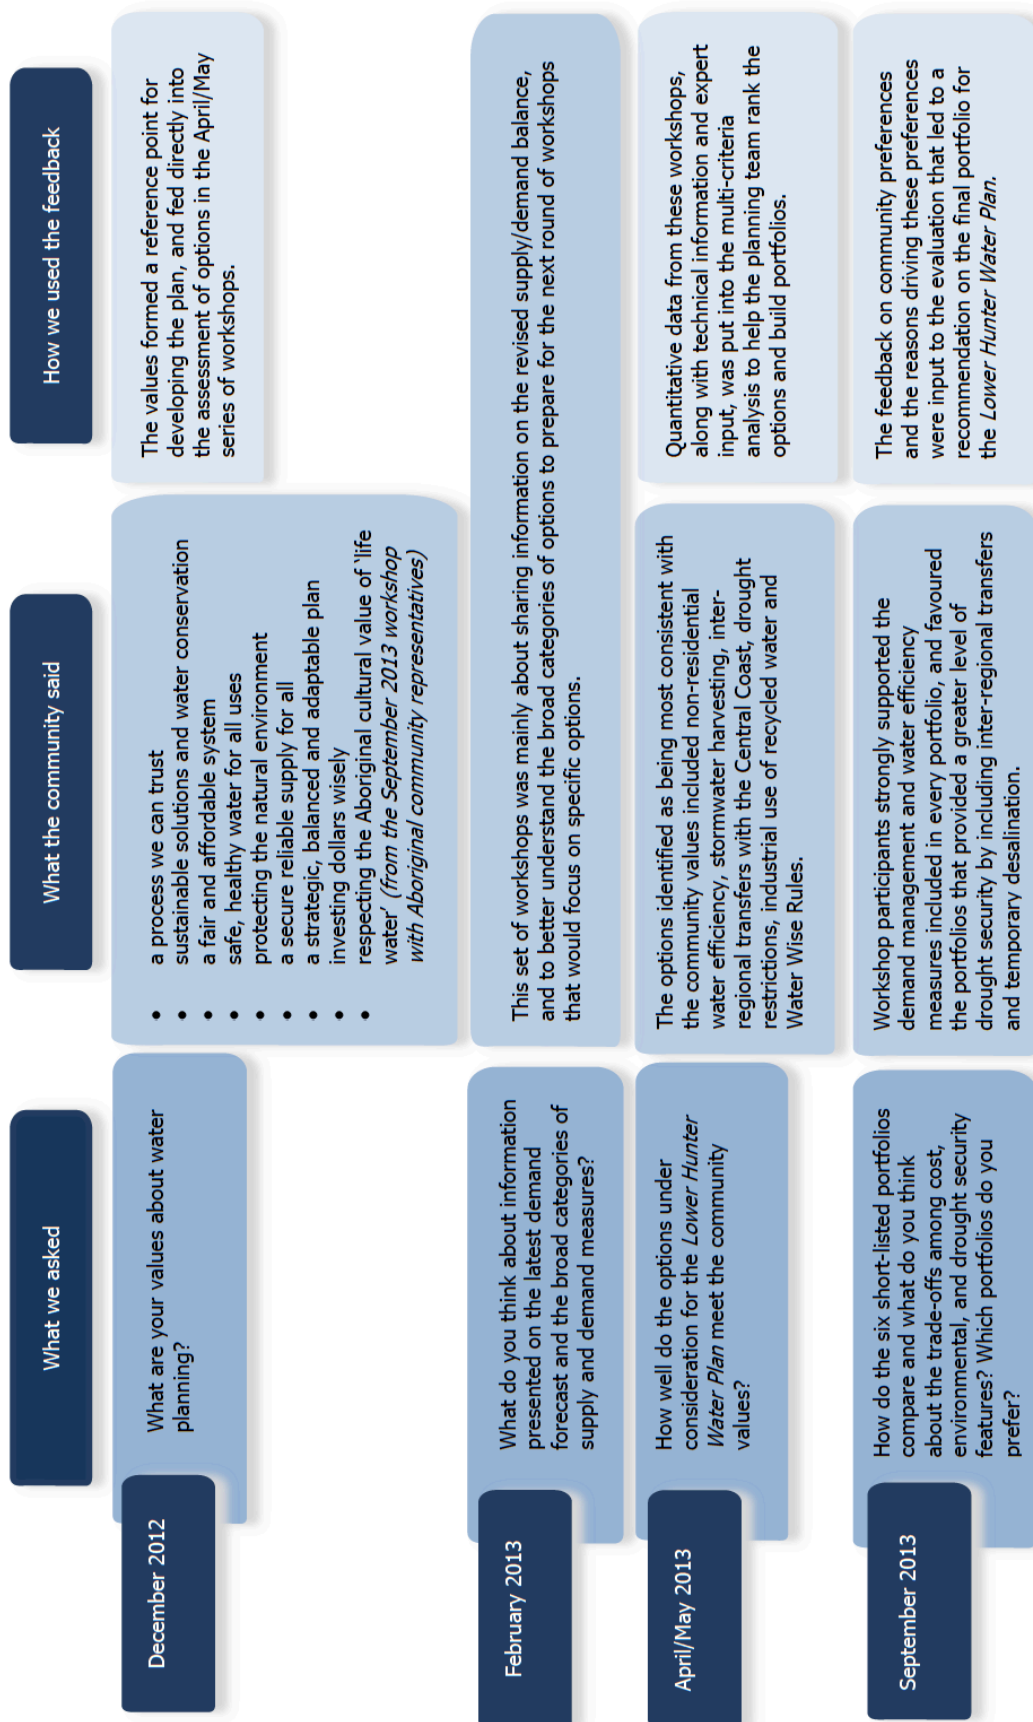 What we asked
What the community said
How we used the feedback
December 2012
What are your values about water
planning?
• a process we can trust
• sustainable solutions and water conservation
• a fair and affordable system
• safe, healthy water for all uses
• protecting the natural environment
• a secure reliable supply for all
• a strategic, balanced and adaptable plan
• investing dollars wisely
• respecting the Aboriginal cultural value of ‘life
water’ (from the September 2013 workshop
with Aboriginal community representatives)
The values formed a reference point for
developing the plan, and fed directly into
the assessment of options in the April/May
series of workshops.
February 2013
What do you think about information
presented on the latest demand
forecast and the broad categories of
supply and demand measures?
This set of workshops was mainly about sharing information on the revised supply/demand balance,
and to better understand the broad categories of options to prepare for the next round of workshops
that would focus on specific options.
April/May 2013
How well do the options under
consideration for the Lower Hunter
Water Plan meet the community
values?
The options identified as being most consistent with
the community values included non-residential
water efficiency, stormwater harvesting, inter-
regional transfers with the Central Coast, drought
restrictions, industrial use of recycled water and
Water Wise Rules.
Quantitative data from these workshops,
along with technical information and expert
input, was put into the multi-criteria
analysis to help the planning team rank the
options and build portfolios.
September 2013
How do the six short-listed portfolios
compare and what do you think
about the trade-offs among cost,
environmental, and drought security
features? Which portfolios do you
prefer?
Workshop participants strongly supported the
demand management and water efficiency
measures included in every portfolio, and favoured
the portfolios that provided a greater level of
drought security by including inter-regional transfers
and temporary desalination.
The feedback on community preferences
and the reasons driving these preferences
were input to the evaluation that led to a
recommendation on the final portfolio for
the Lower Hunter Water Plan.